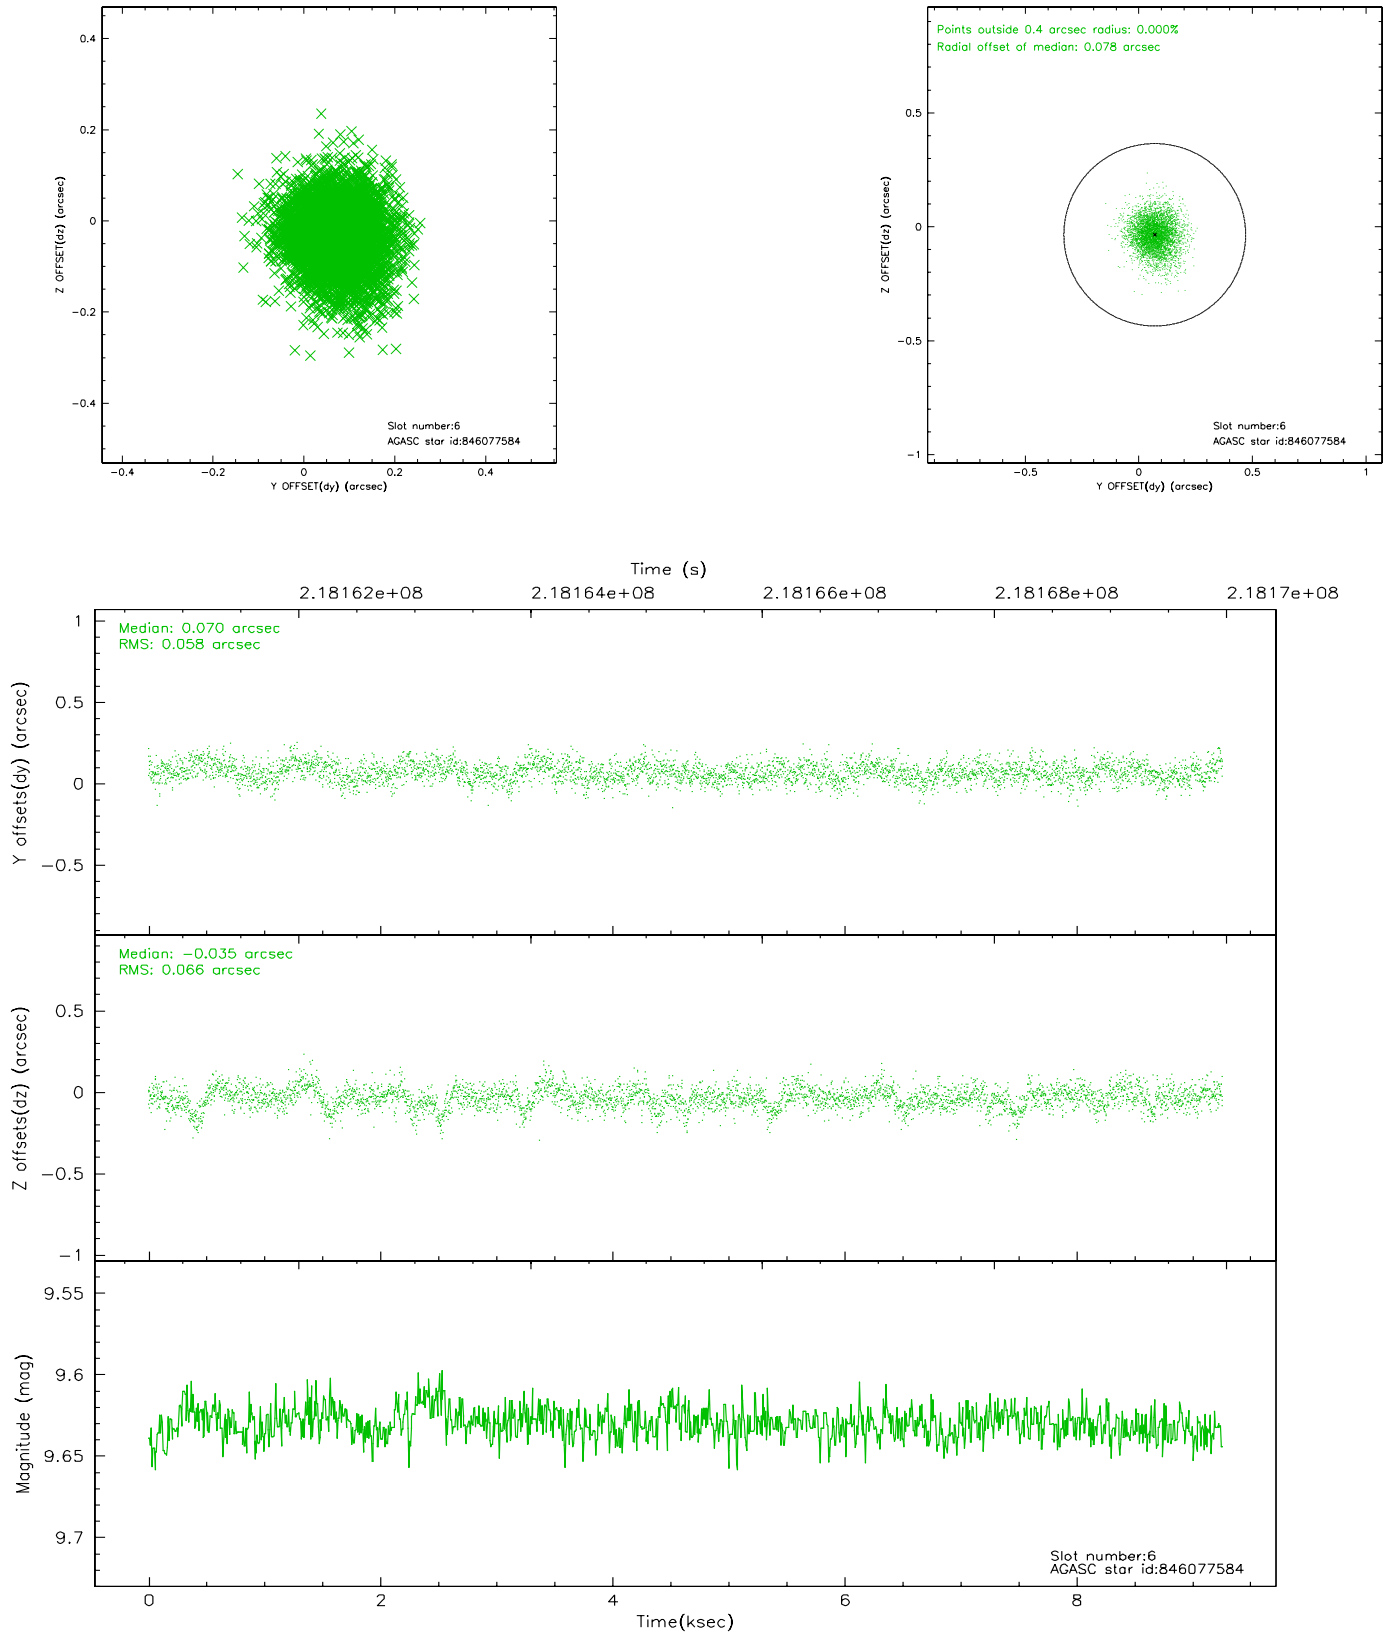 0.4
0.2
0
−0.2
−0.4
Z OFFSET(dz) (arcsec)
Slot number:6
AGASC star id:846077584
−0.4
−0.2
0
0.2
0.4
Y OFFSET(dy) (arcsec)
Points outside 0.4 arcsec radius: 0.000%
Radial offset of median: 0.078 arcsec
0.5
0
−0.5
−1
Z OFFSET(dz) (arcsec)
Slot number:6
AGASC star id:846077584
−0.5
0
0.5
1
Y OFFSET(dy) (arcsec)
Time (s)
2.18162e+08
2.18164e+08
2.18166e+08
2.18168e+08
2.1817e+08
Median: 0.070 arcsec
RMS: 0.058 arcsec
1
0.5
0
−0.5
Y offsets(dy) (arcsec)
Median: −0.035 arcsec
RMS: 0.066 arcsec
0.5
0
−0.5
−1
Z offsets(dz) (arcsec)
9.55
9.6
9.65
9.7
Magnitude (mag)
Slot number:6
AGASC star id:846077584
0
2
4
6
8
Time(ksec)